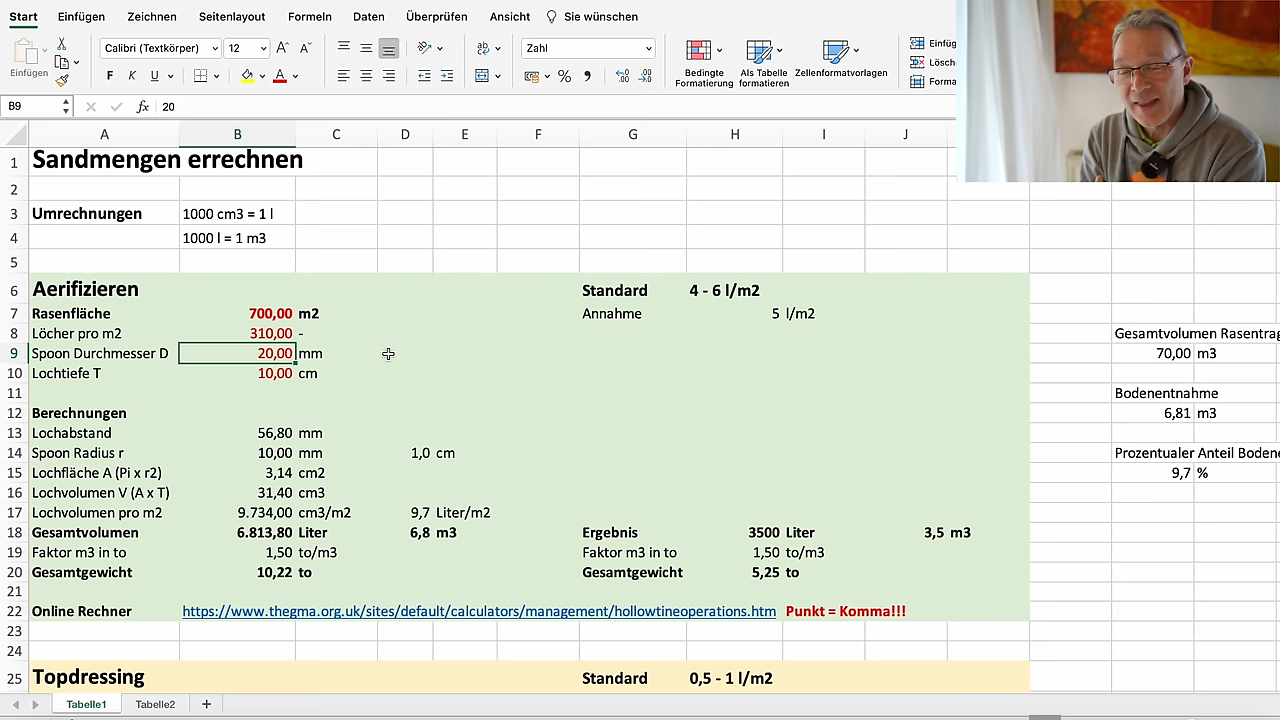 Start Einfügen Zeichnen Seitenlayout Formeln Daten Überprüfen Ansicht Sie wünschen
Einfügen
Calibri (Textkörper) 12
F K U
Zahl
Bedingte Formatierung
Als Tabelle formatieren
Zellenformatvorlagen
Einfüg
Lösch
Forma
B9 fx 20
A B C D E F G H I J
1 Sandmengen errechnen
2
3 Umrechnungen 1000 cm3 = 1 l
4 1000 l = 1 m3
5
6 Aerifizieren Standard 4 - 6 l/m2
7 Rasenfläche 700,00 m2 Annahme 5 l/m2
8 Löcher pro m2 310,00 - Gesamtvolumen Rasentrag
9 Spoon Durchmesser D 20,00 mm 70,00 m3
10 Lochtiefe T 10,00 cm
11 Bodenentnahme
12 Berechnungen 6,81 m3
13 Lochabstand 56,80 mm
14 Spoon Radius r 10,00 mm 1,0 cm Prozentualer Anteil Bodene
15 Lochfläche A (Pi x r2) 3,14 cm2 9,7 %
16 Lochvolumen V (A x T) 31,40 cm3
17 Lochvolumen pro m2 9.734,00 cm3/m2 9,7 Liter/m2
18 Gesamtvolumen 6.813,80 Liter 6,8 m3 Ergebnis 3500 Liter 3,5 m3
19 Faktor m3 in to 1,50 to/m3 Faktor m3 in to 1,50 to/m3
20 Gesamtgewicht 10,22 to Gesamtgewicht 5,25 to
21
22 Online Rechner https://www.thegma.org.uk/sites/default/calculators/management/hollowtineoperations.htm Punkt = Komma!!!
23
24
25 Topdressing Standard 0,5 - 1 l/m2
Tabelle1 Tabelle2 +